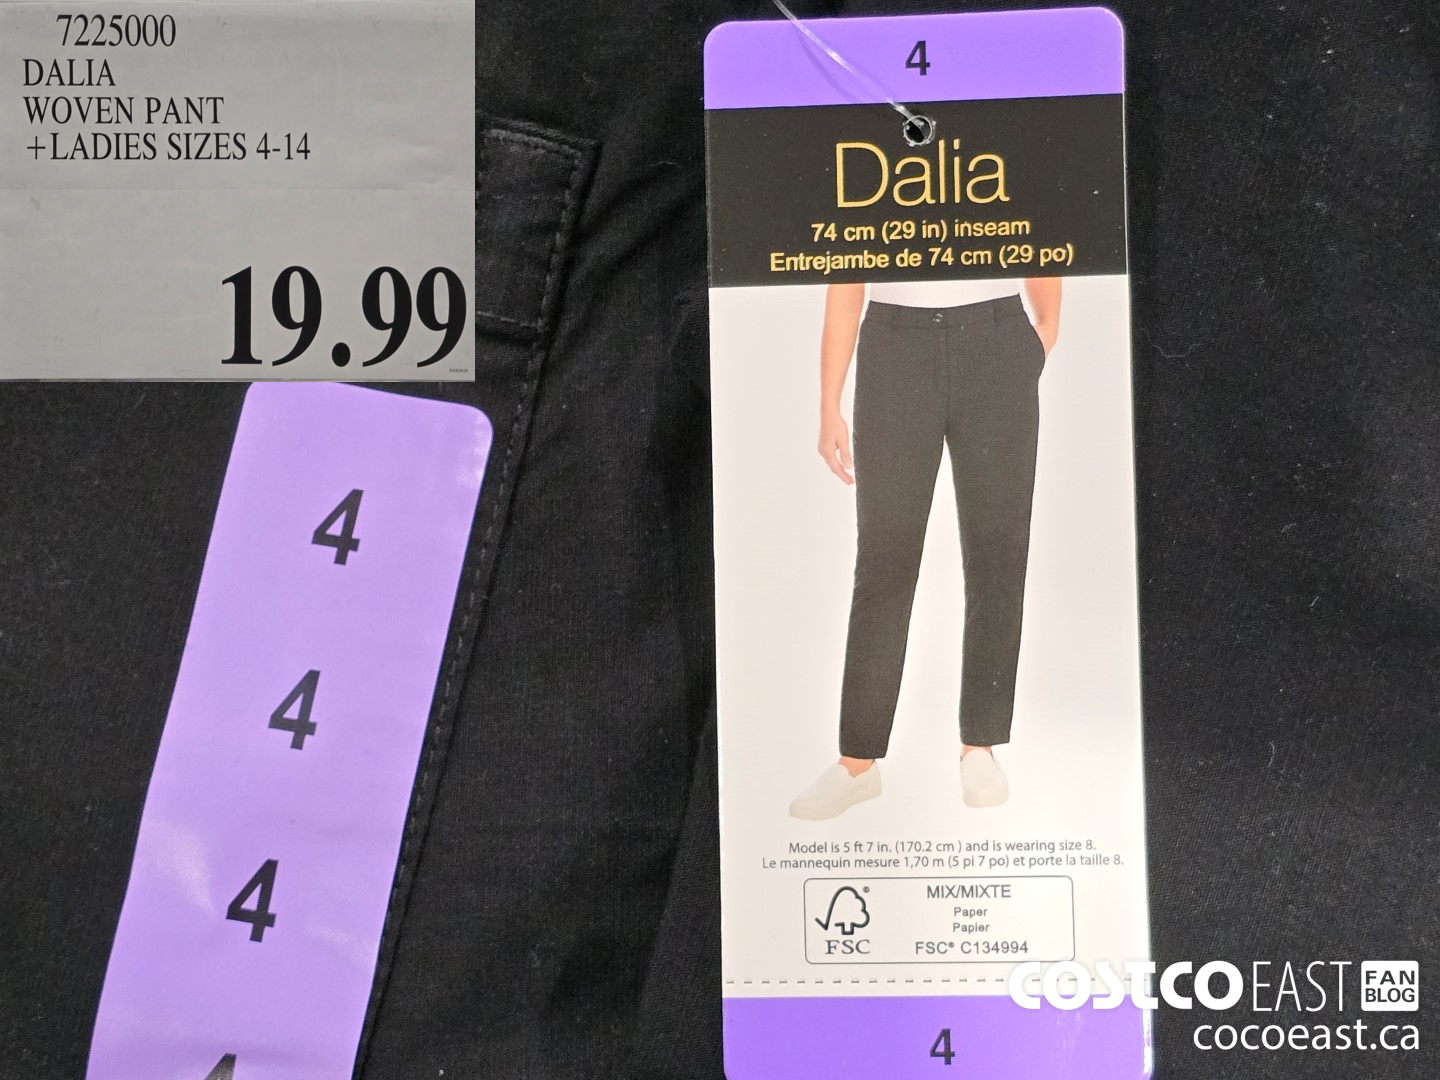 7225000
DALIA
WOVEN PANT
+LADIES SIZES 4-14
19.99
4
4
4
4
4
Dalia
74 cm (29 in) inseam
Entrejambe de 74 cm (29 po)
Model is 5 ft 7 in. (170.2 cm ) and is wearing size 8.
Le mannequin mesure 1,70 m (5 pi 7 po) et porte la taille 8.
FSC®
MIX/MIXTE
Paper
Papier
FSC® C134994
4
COSTCO EAST FAN BLOG
cocoeast.ca